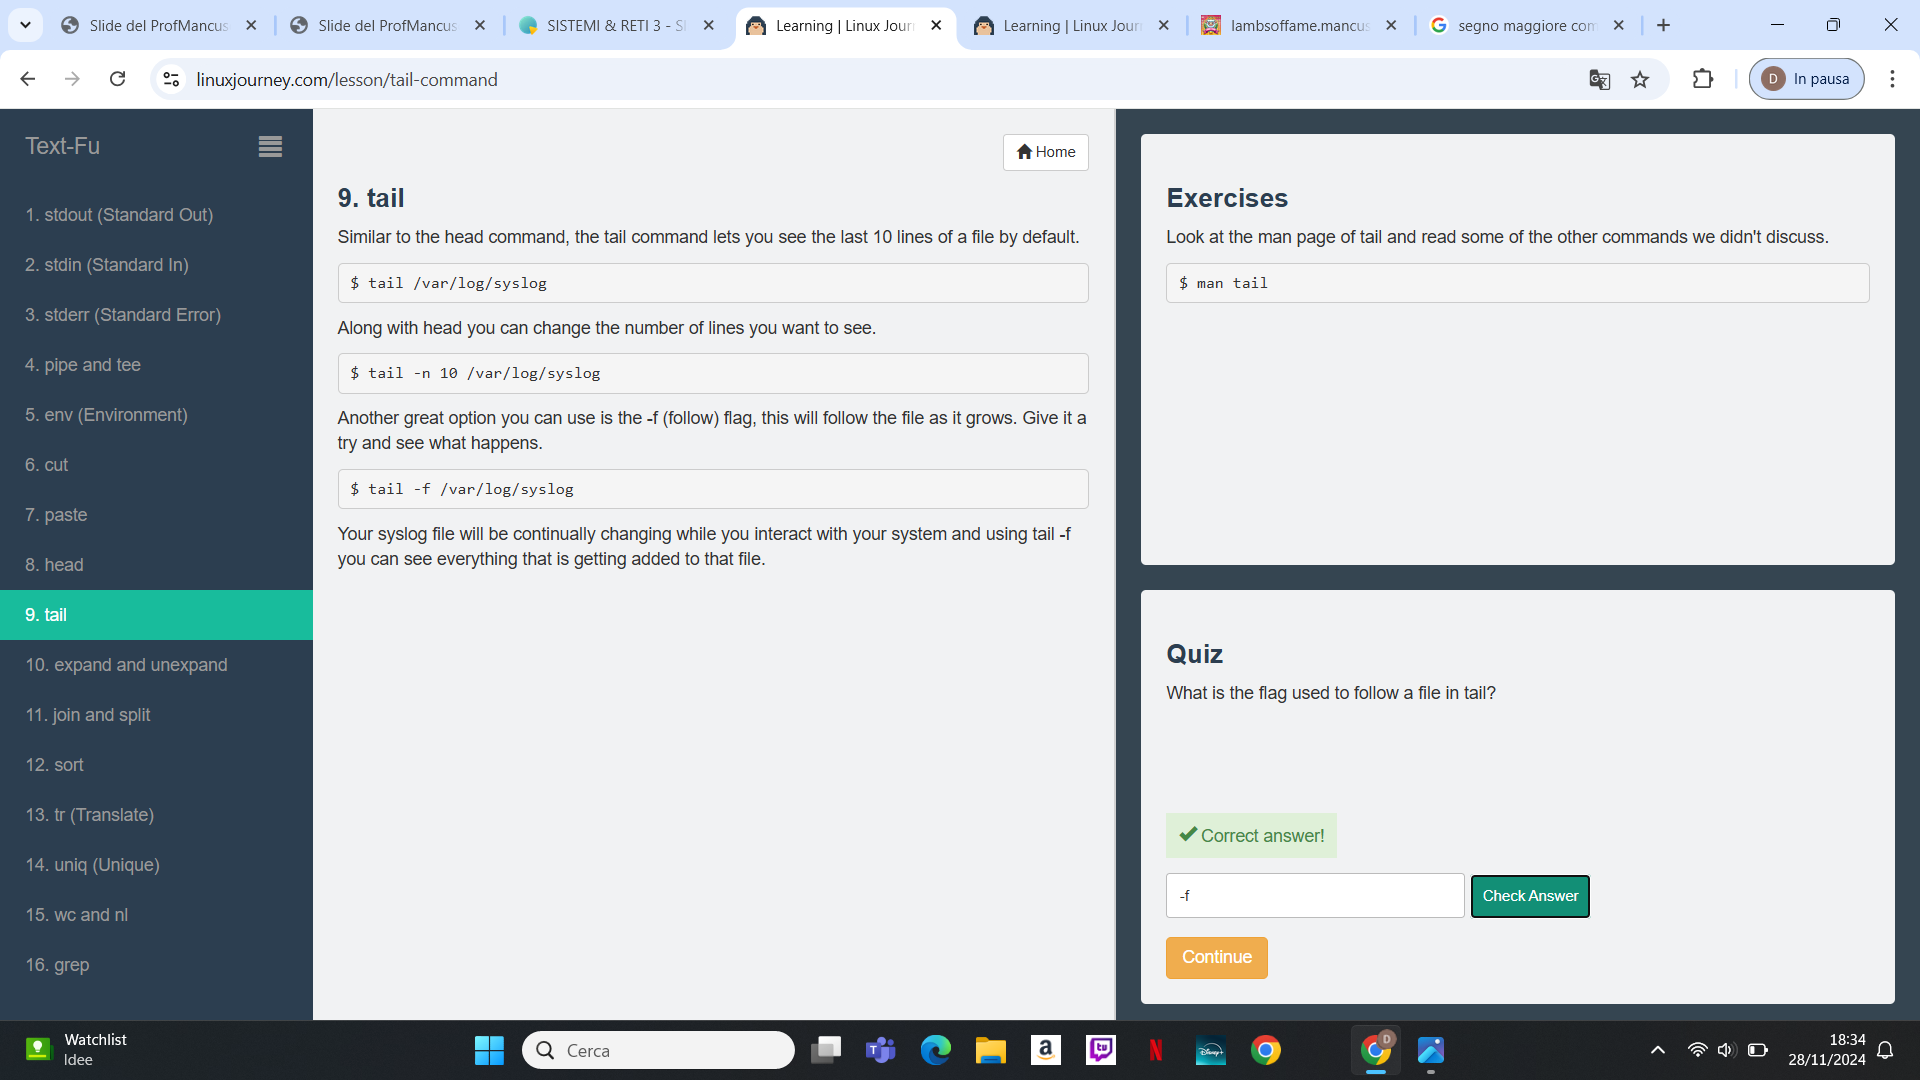 Slide del ProfMancus
Slide del ProfMancus
SISTEMI & RETI 3 - S
Learning | Linux Jour
Learning | Linux Jour
lambsoffame.mancus
segno maggiore com
linuxjourney.com/lesson/tail-command
D In pausa
Text-Fu
1. stdout (Standard Out)
2. stdin (Standard In)
3. stderr (Standard Error)
4. pipe and tee
5. env (Environment)
6. cut
7. paste
8. head
9. tail
10. expand and unexpand
11. join and split
12. sort
13. tr (Translate)
14. uniq (Unique)
15. wc and nl
16. grep
Home
9. tail
Similar to the head command, the tail command lets you see the last 10 lines of a file by default.
$ tail /var/log/syslog
Along with head you can change the number of lines you want to see.
$ tail -n 10 /var/log/syslog
Another great option you can use is the -f (follow) flag, this will follow the file as it grows. Give it a
try and see what happens.
$ tail -f /var/log/syslog
Your syslog file will be continually changing while you interact with your system and using tail -f
you can see everything that is getting added to that file.
Exercises
Look at the man page of tail and read some of the other commands we didn't discuss.
$ man tail
Quiz
What is the flag used to follow a file in tail?
Correct answer!
-f
Check Answer
Continue
Watchlist
Idee
Cerca
18:34
28/11/2024